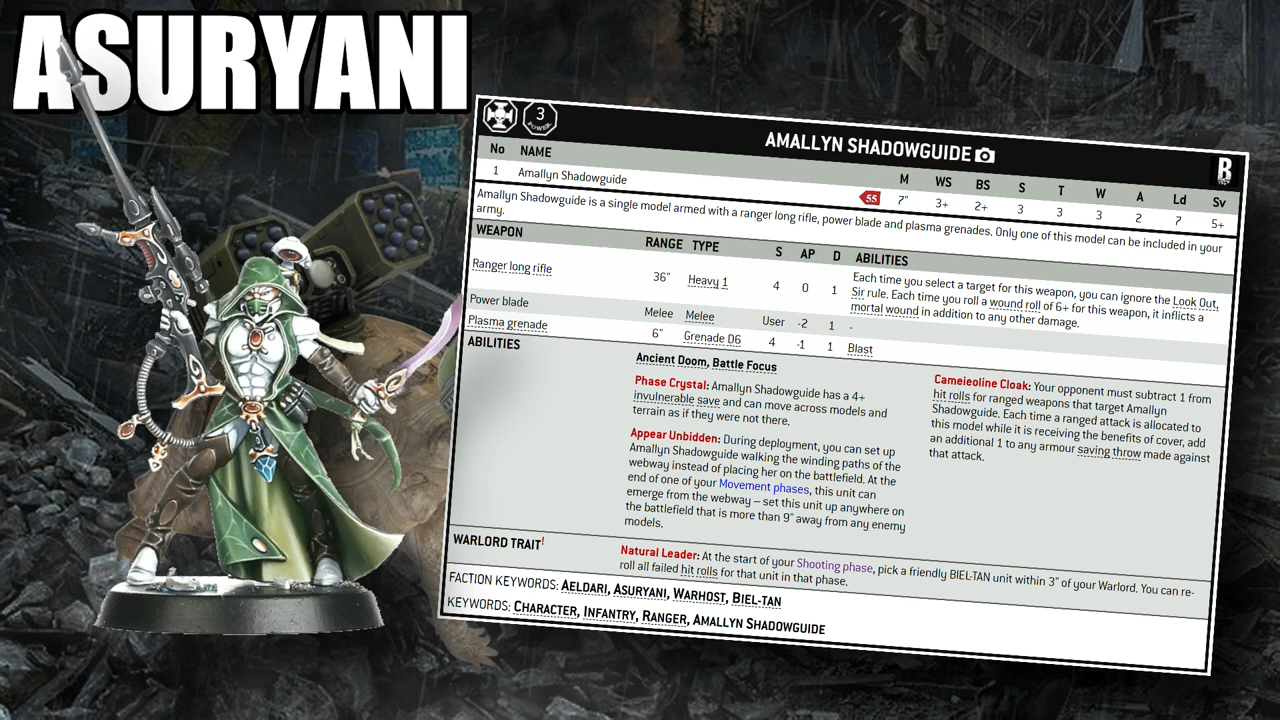 ASURYANI
3
POWER
AMALLYN SHADOWGUIDE
B
No NAME M WS BS S T W A Ld Sv
1 Amallyn Shadowguide 55 7" 3+ 2+ 3 3 3 2 7 5+
Amallyn Shadowguide is a single model armed with a ranger long rifle, power blade and plasma grenades. Only one of this model can be included in your
army.
WEAPON RANGE TYPE S AP D ABILITIES
Ranger long rifle 36" Heavy 1 4 0 1 Each time you select a target for this weapon, you can ignore the Look Out,
Sir rule. Each time you roll a wound roll of 6+ for this weapon, it inflicts a
mortal wound in addition to any other damage.
Power blade Melee Melee User -2 1 -
Plasma grenade 6" Grenade D6 4 -1 1 Blast
ABILITIES
Ancient Doom, Battle Focus
Phase Crystal: Amallyn Shadowguide has a 4+
invulnerable save and can move across models and
terrain as if they were not there.
Appear Unbidden: During deployment, you can set up
Amallyn Shadowguide walking the winding paths of the
webway instead of placing her on the battlefield. At the
end of one of your Movement phases, this unit can
emerge from the webway – set this unit up anywhere on
the battlefield that is more than 9" away from any enemy
models.
Cameieoline Cloak: Your opponent must subtract 1 from
hit rolls for ranged weapons that target Amallyn
Shadowguide. Each time a ranged attack is allocated to
this model while it is receiving the benefits of cover, add
an additional 1 to any armour saving throw made against
that attack.
WARLORD TRAIT!
Natural Leader: At the start of your Shooting phase, pick a friendly BIEL-TAN unit within 3" of your Warlord. You can re-
roll all failed hit rolls for that unit in that phase.
FACTION KEYWORDS: AELDARI, ASURYANI, WARHOST, BIEL-TAN
KEYWORDS: CHARACTER, INFANTRY, RANGER, AMALLYN SHADOWGUIDE